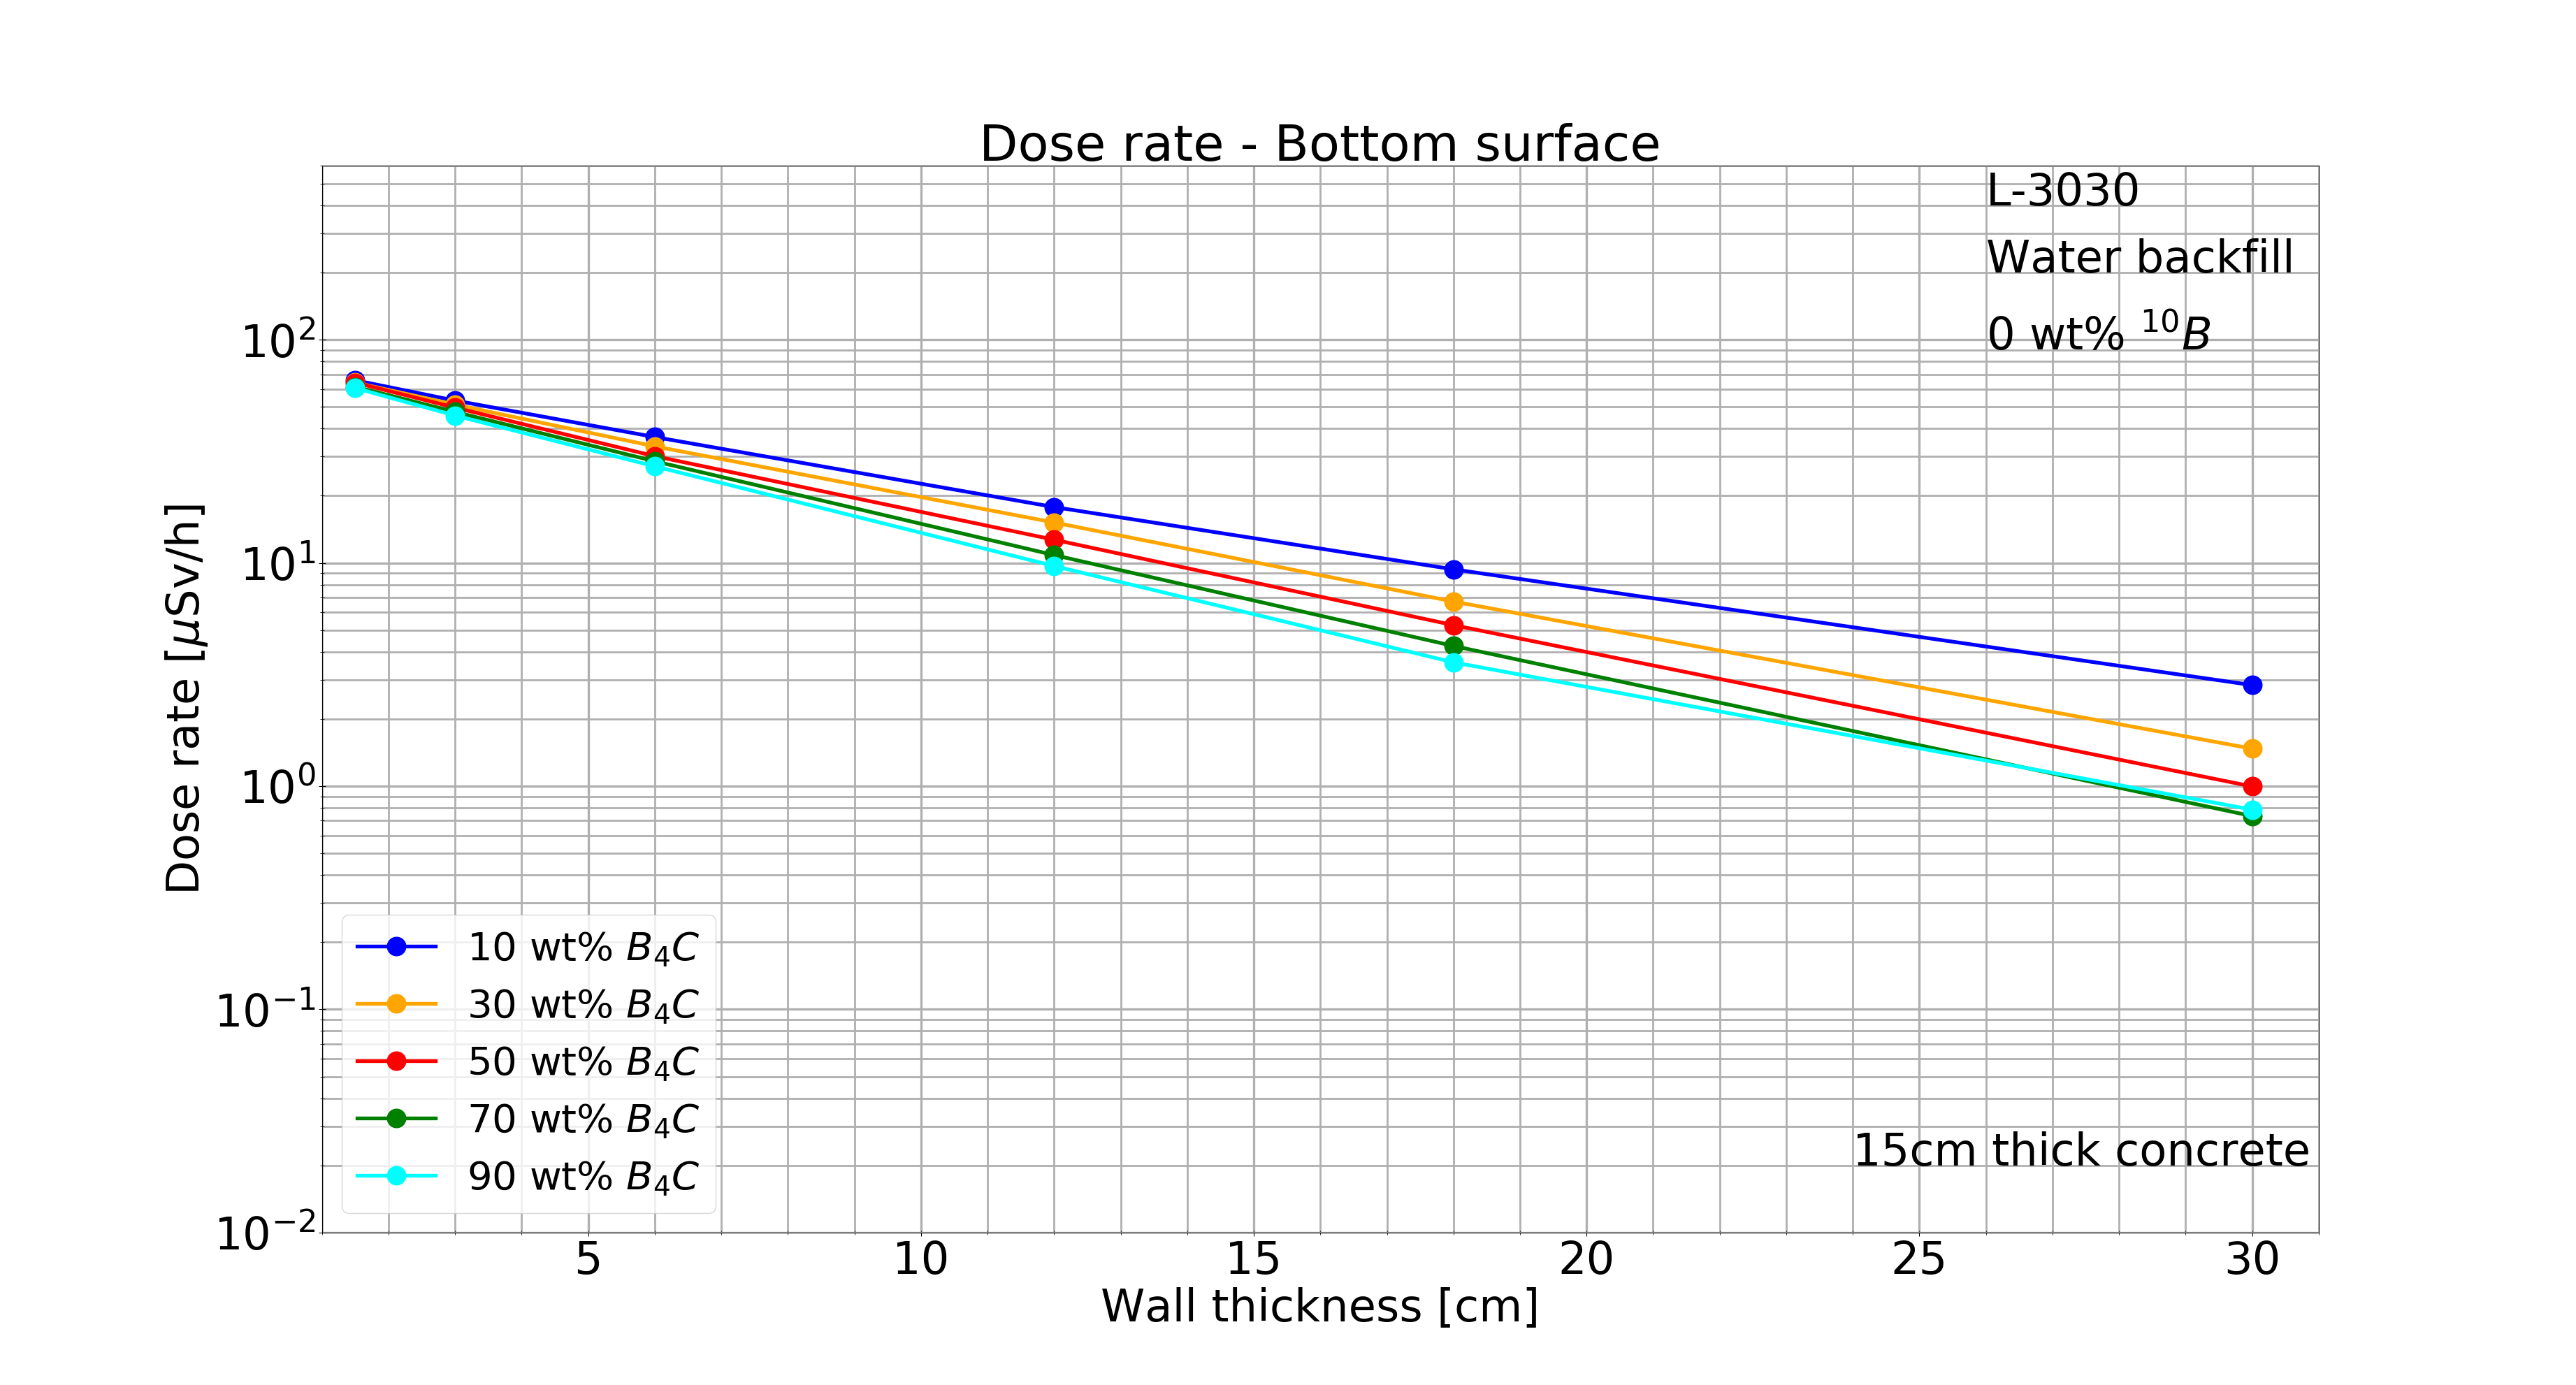 Dose rate - Bottom surface
L-3030
Water backfill
0 wt% ¹⁰B
10²
10¹
10⁰
10⁻¹
10⁻²
Dose rate [μSv/h]
10 wt% B₄C
30 wt% B₄C
50 wt% B₄C
70 wt% B₄C
90 wt% B₄C
15cm thick concrete
5 10 15 20 25 30
Wall thickness [cm]